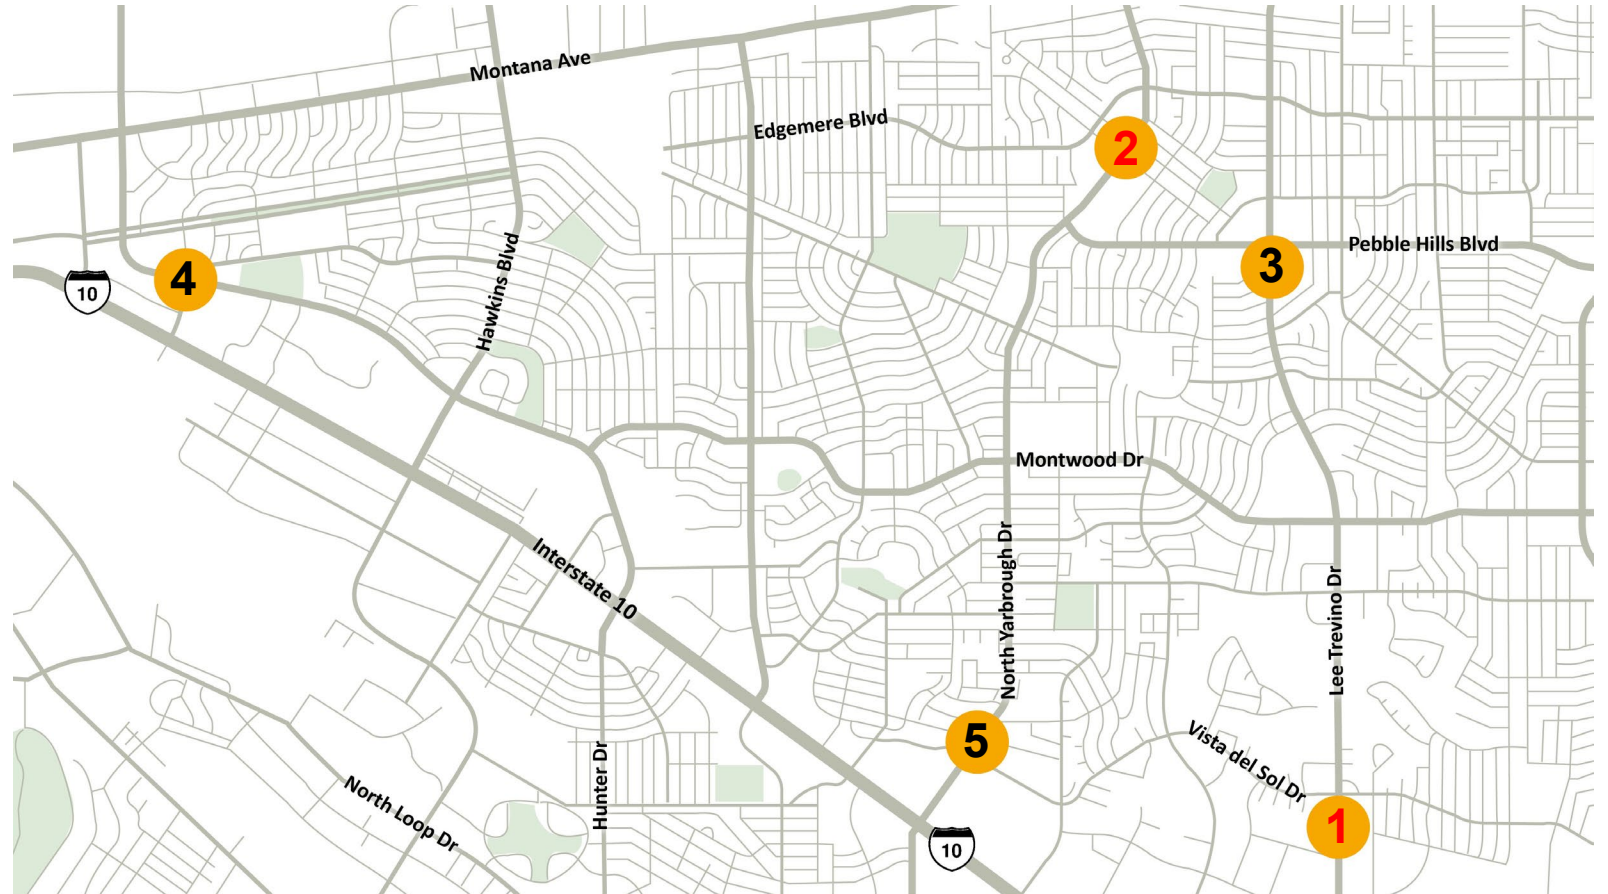 Montana Ave
Edgemere Blvd
2
Hawkins Blvd
Pebble Hills Blvd
3
4
10
Montwood Dr
Interstate 10
North Yarbrough Dr
Lee Trevino Dr
Vista del Sol Dr
5
Hunter Dr
North Loop Dr
1
10